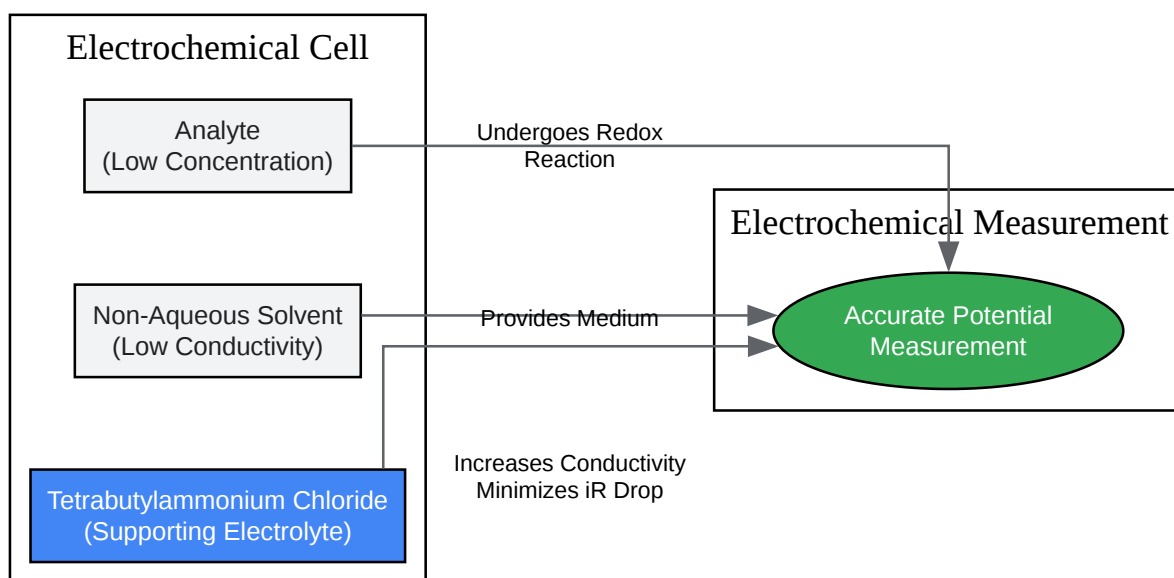 Electrochemical Cell
Analyte
(Low Concentration)
Undergoes Redox
Reaction
Electrochemical Measurement
Non-Aqueous Solvent
(Low Conductivity)
Provides Medium
Accurate Potential
Measurement
Increases Conductivity
Minimizes iR Drop
Tetrabutylammonium Chloride
(Supporting Electrolyte)